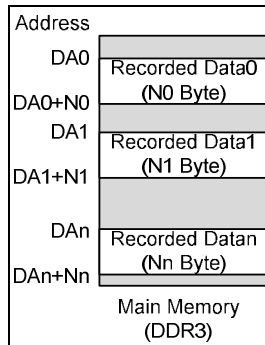 Address
DA0
Recorded Data0
(N0 Byte)
DA0+N0
DA1
Recorded Data1
(N1 Byte)
DA1+N1
DAn
Recorded Datan
(Nn Byte)
DAn+Nn
Main Memory
(DDR3)